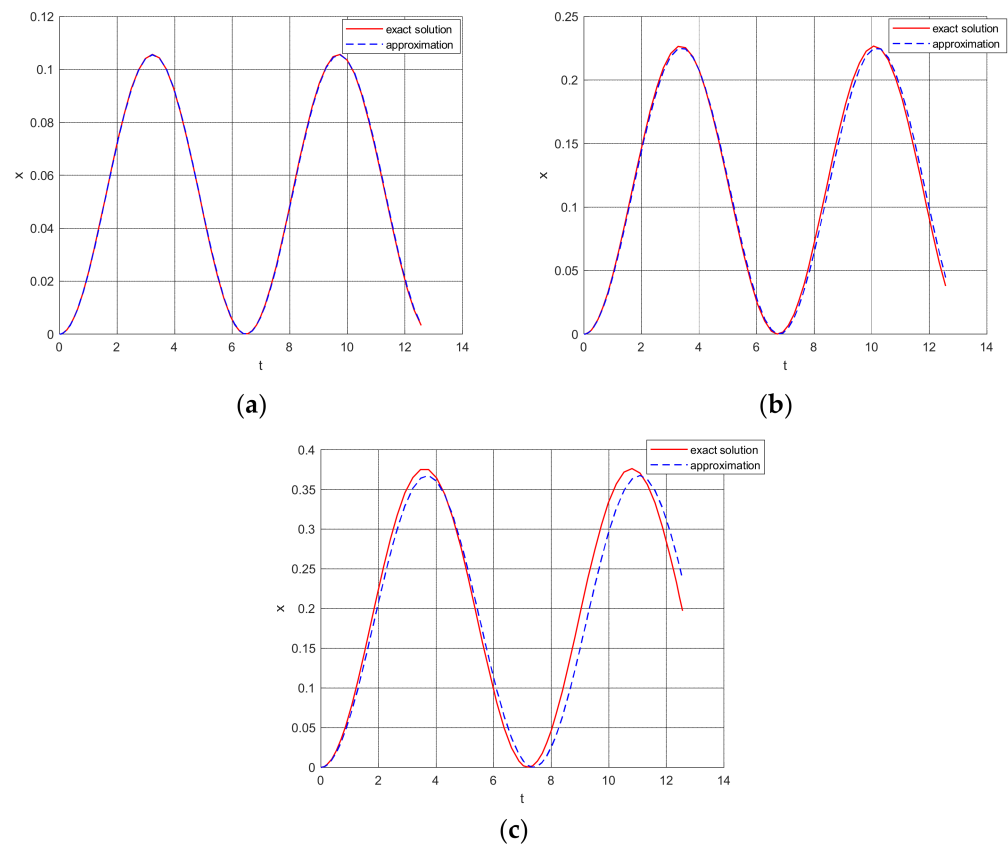 0.12
0.1
0.08
0.06
0.04
0.02
0
x
0 2 4 6 8 10 12 14
t
exact solution
approximation
(a)
0.25
0.2
0.15
0.1
0.05
0
x
0 2 4 6 8 10 12 14
t
exact solution
approximation
(b)
0.4
0.35
0.3
0.25
0.2
0.15
0.1
0.05
0
x
0 2 4 6 8 10 12 14
t
exact solution
approximation
(c)